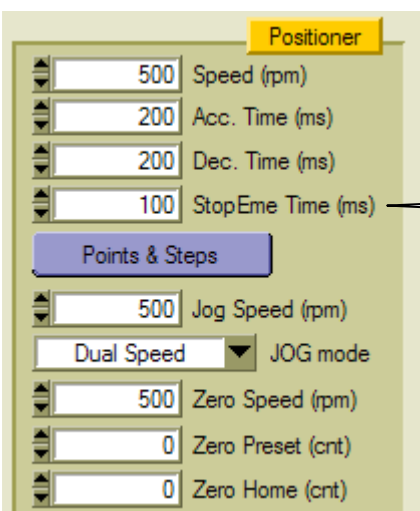 Positioner
500 Speed (rpm)
200 Acc. Time (ms)
200 Dec. Time (ms)
100 StopEme Time (ms)
Points & Steps
500 Jog Speed (rpm)
Dual Speed JOG mode
500 Zero Speed (rpm)
0 Zero Preset (cnt)
0 Zero Home (cnt)